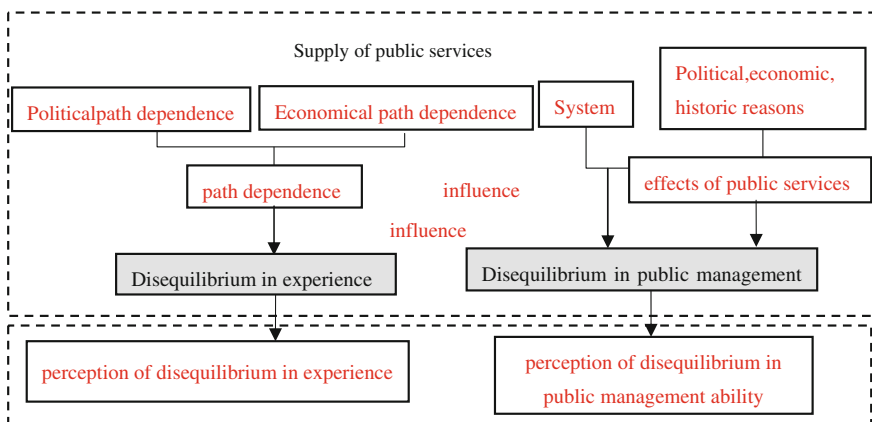 Supply of public services
Political,economic,
historic reasons
Politicalpath dependence
Economical path dependence
System
path dependence
influence
effects of public services
influence
Disequilibrium in experience
Disequilibrium in public management
perception of disequilibrium in experience
perception of disequilibrium in
public management ability